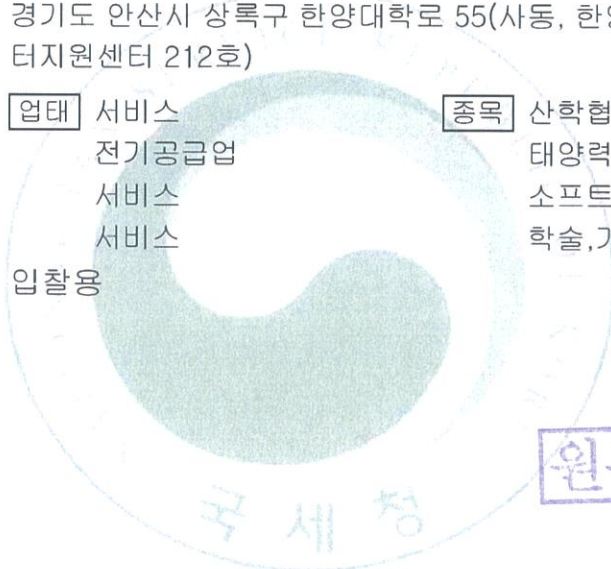 경기도 안산시 상록구 한양대학로 55(사동, 한양
터지원센터 212호)
업태 서비스 종목 산학협
전기공급업 태양력
서비스 소프트
서비스 학술,기
입찰용
원
국세청